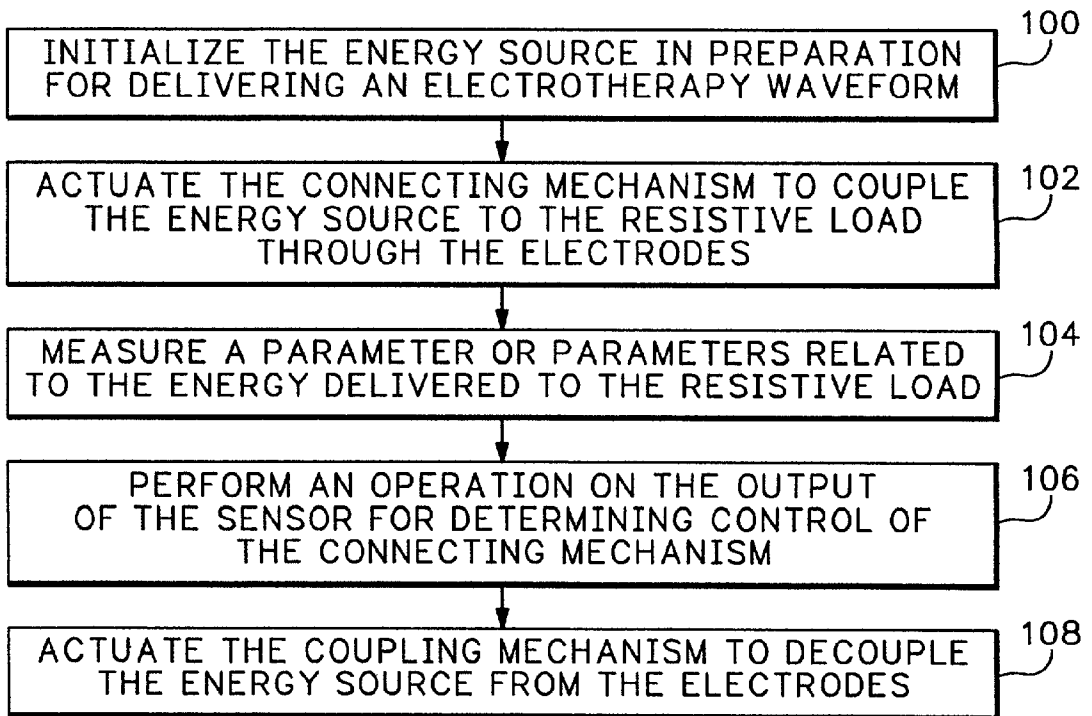 100
INITIALIZE THE ENERGY SOURCE IN PREPARATION
FOR DELIVERING AN ELECTROTHERAPY WAVEFORM
102
ACTUATE THE CONNECTING MECHANISM TO COUPLE
THE ENERGY SOURCE TO THE RESISTIVE LOAD
THROUGH THE ELECTRODES
104
MEASURE A PARAMETER OR PARAMETERS RELATED
TO THE ENERGY DELIVERED TO THE RESISTIVE LOAD
106
PERFORM AN OPERATION ON THE OUTPUT
OF THE SENSOR FOR DETERMINING CONTROL OF
THE CONNECTING MECHANISM
108
ACTUATE THE COUPLING MECHANISM TO DECOUPLE
THE ENERGY SOURCE FROM THE ELECTRODES